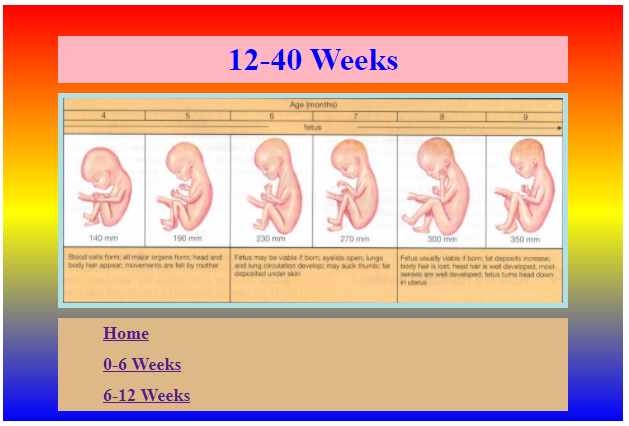 12-40 Weeks
Age (months)
4 5 6 7 8 9
fetus
140 mm 190 mm 230 mm 270 mm 300 mm 350 mm
Blood cells form; all major organs form; head and
body hair appear; movements are felt by mother
Fetus may be viable if born; eyelids open; lungs
and lung circulation develop; may suck thumb; fat
deposited under skin
Fetus usually viable if born; fat deposits increase;
body hair is lost; head hair is well developed; most
senses are well developed; fetus turns head down
in uterus
Home
0-6 Weeks
6-12 Weeks